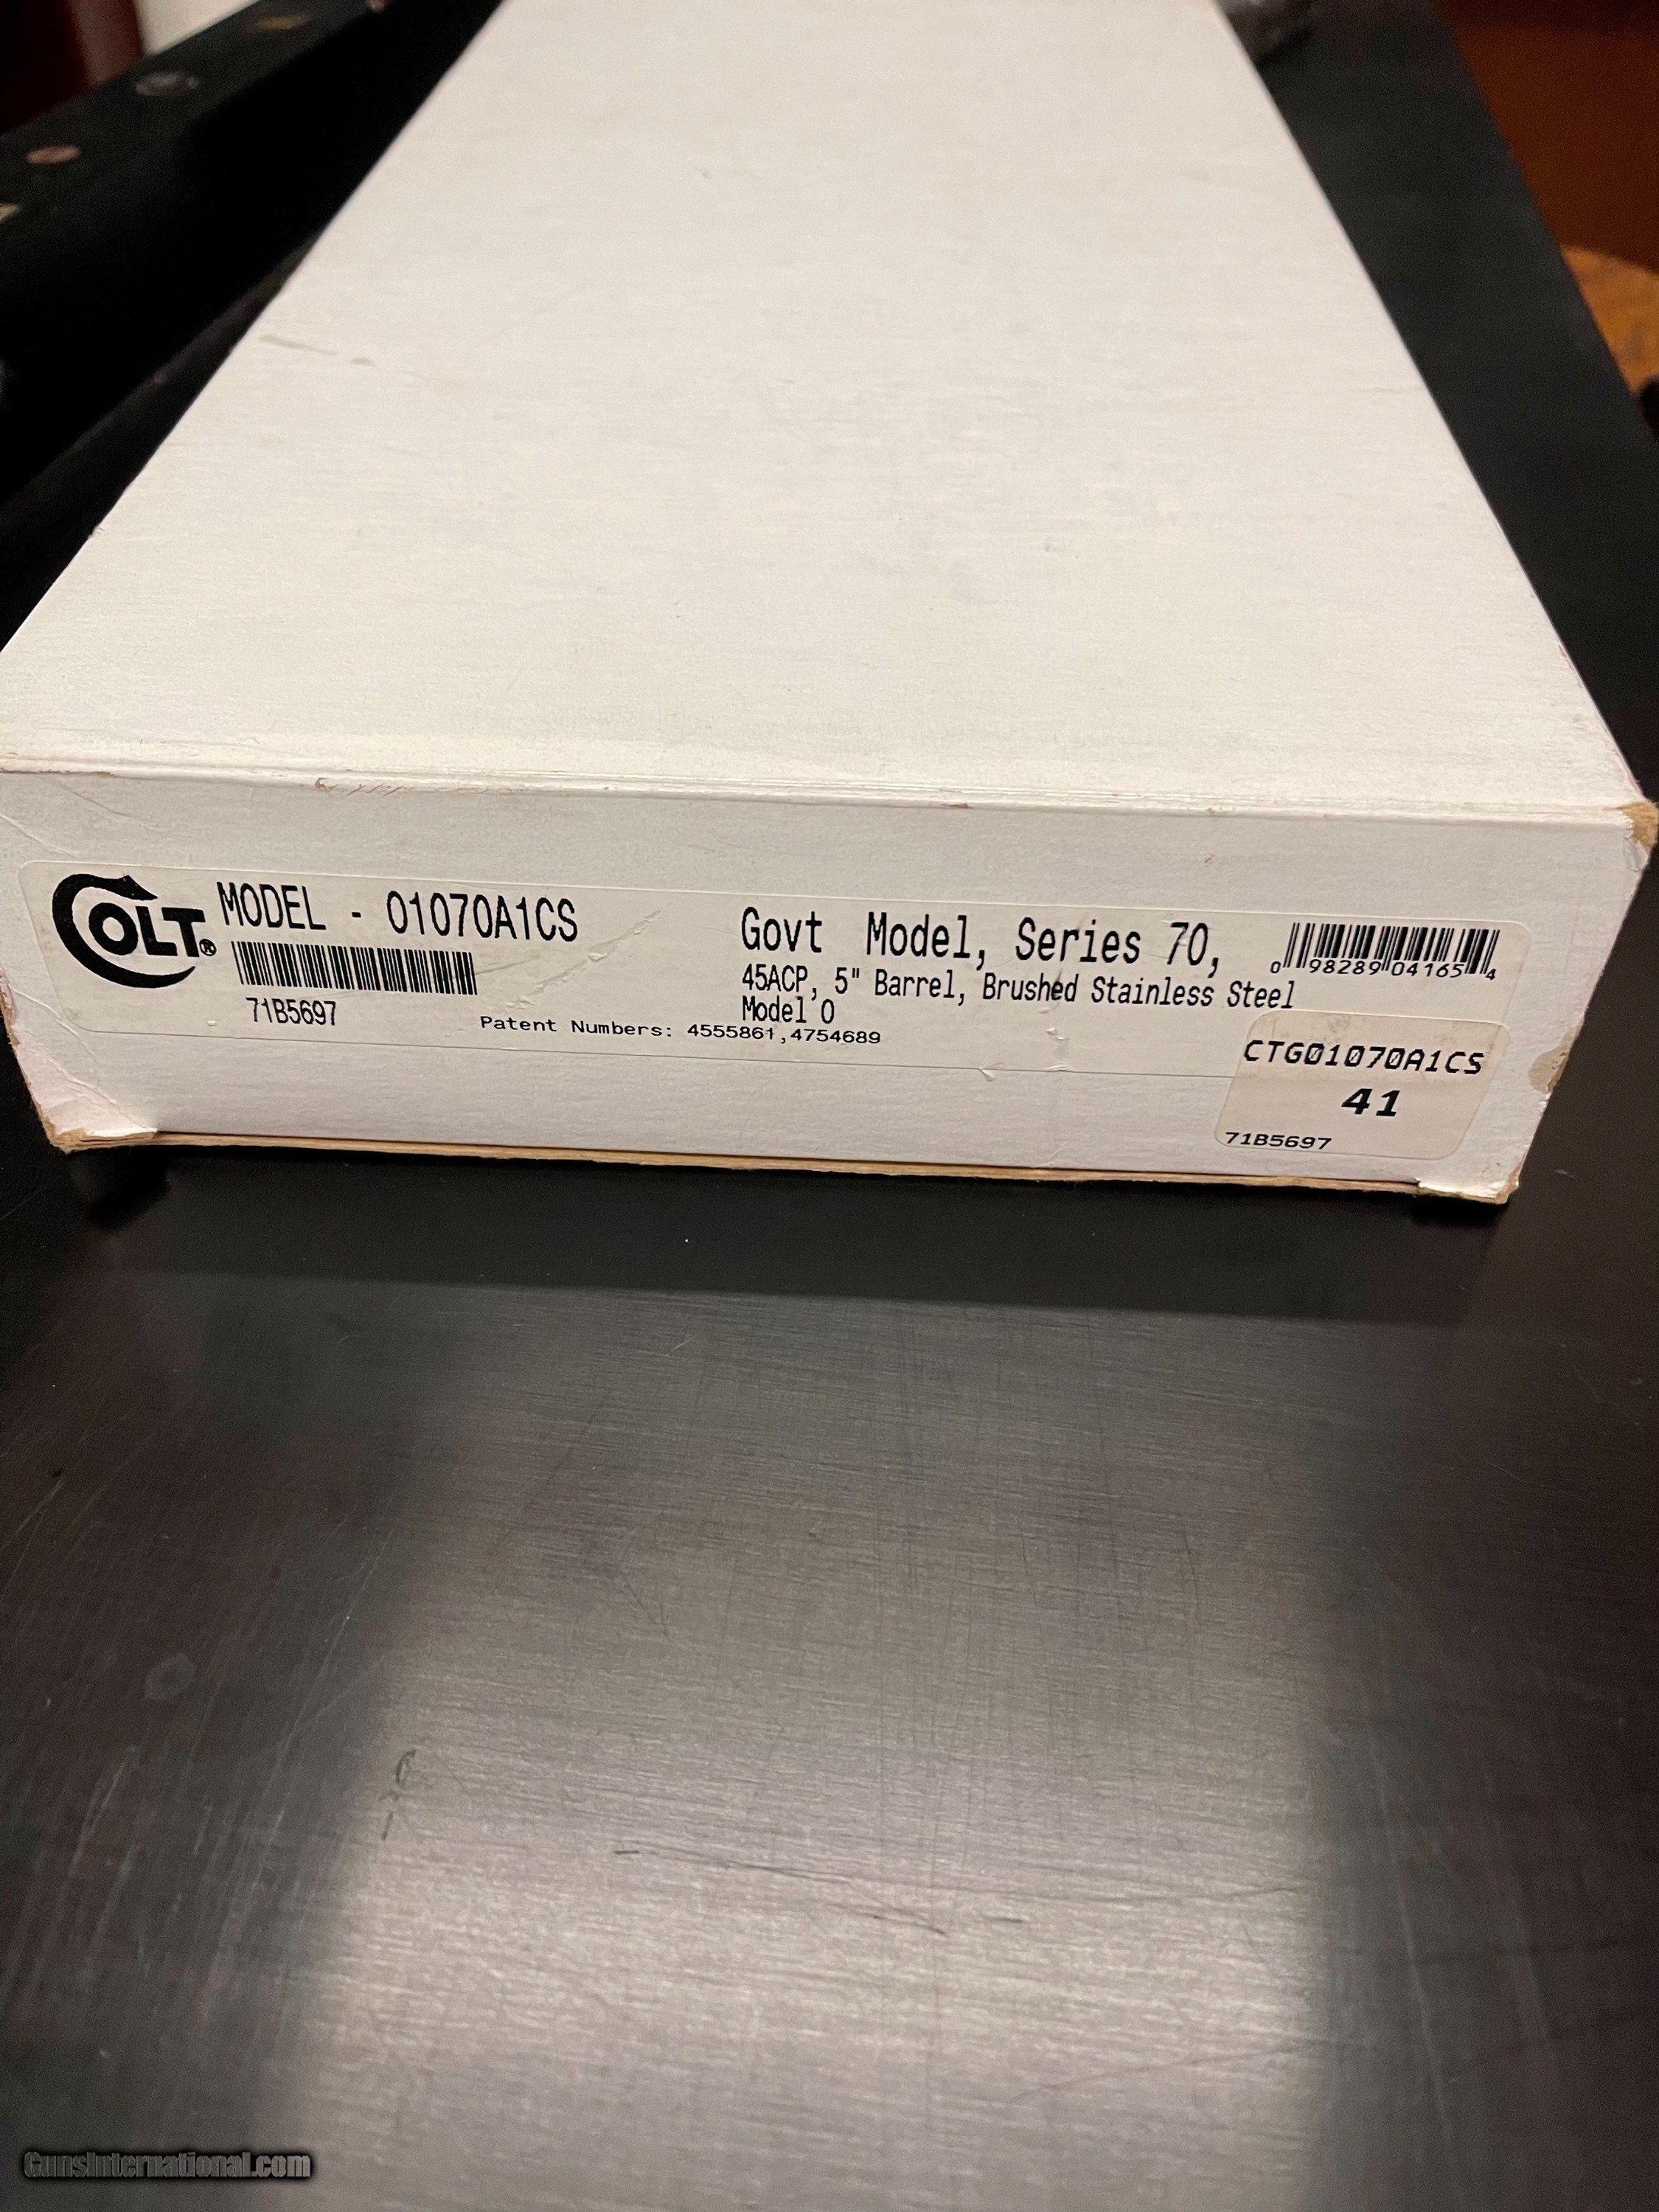 COLT®
MODEL - O1070A1CS
71B5697
Govt Model, Series 70,
45ACP, 5" Barrel, Brushed Stainless Steel
Model O
Patent Numbers: 4555861,4754689
0 98289 04165 4
CTG01070A1CS
41
71B5697
GunsInternational.com